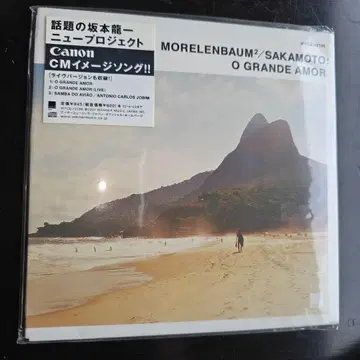 話題の坂本龍一
ニュープロジェクト
Canon
CMイメージソング!!
[ライヴバージョンも収録!!]
1: O GRANDE AMOR
2: O GRANDE AMOR (LIVE)
3: SAMBA DO AVIÃO / ANTONIO CARLOS JOBIM
MORELENBAUM²/SAKAMOTO:
O GRANDE AMOR